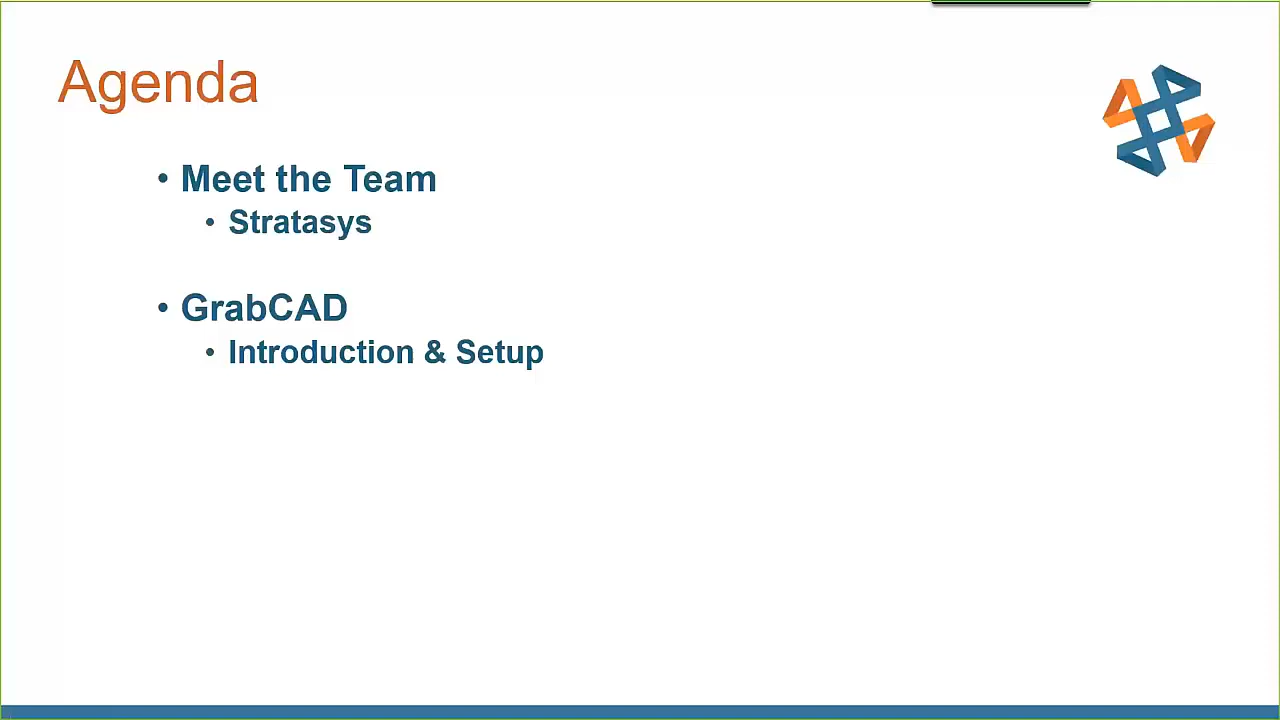 Agenda
• Meet the Team
• Stratasys
• GrabCAD
• Introduction & Setup